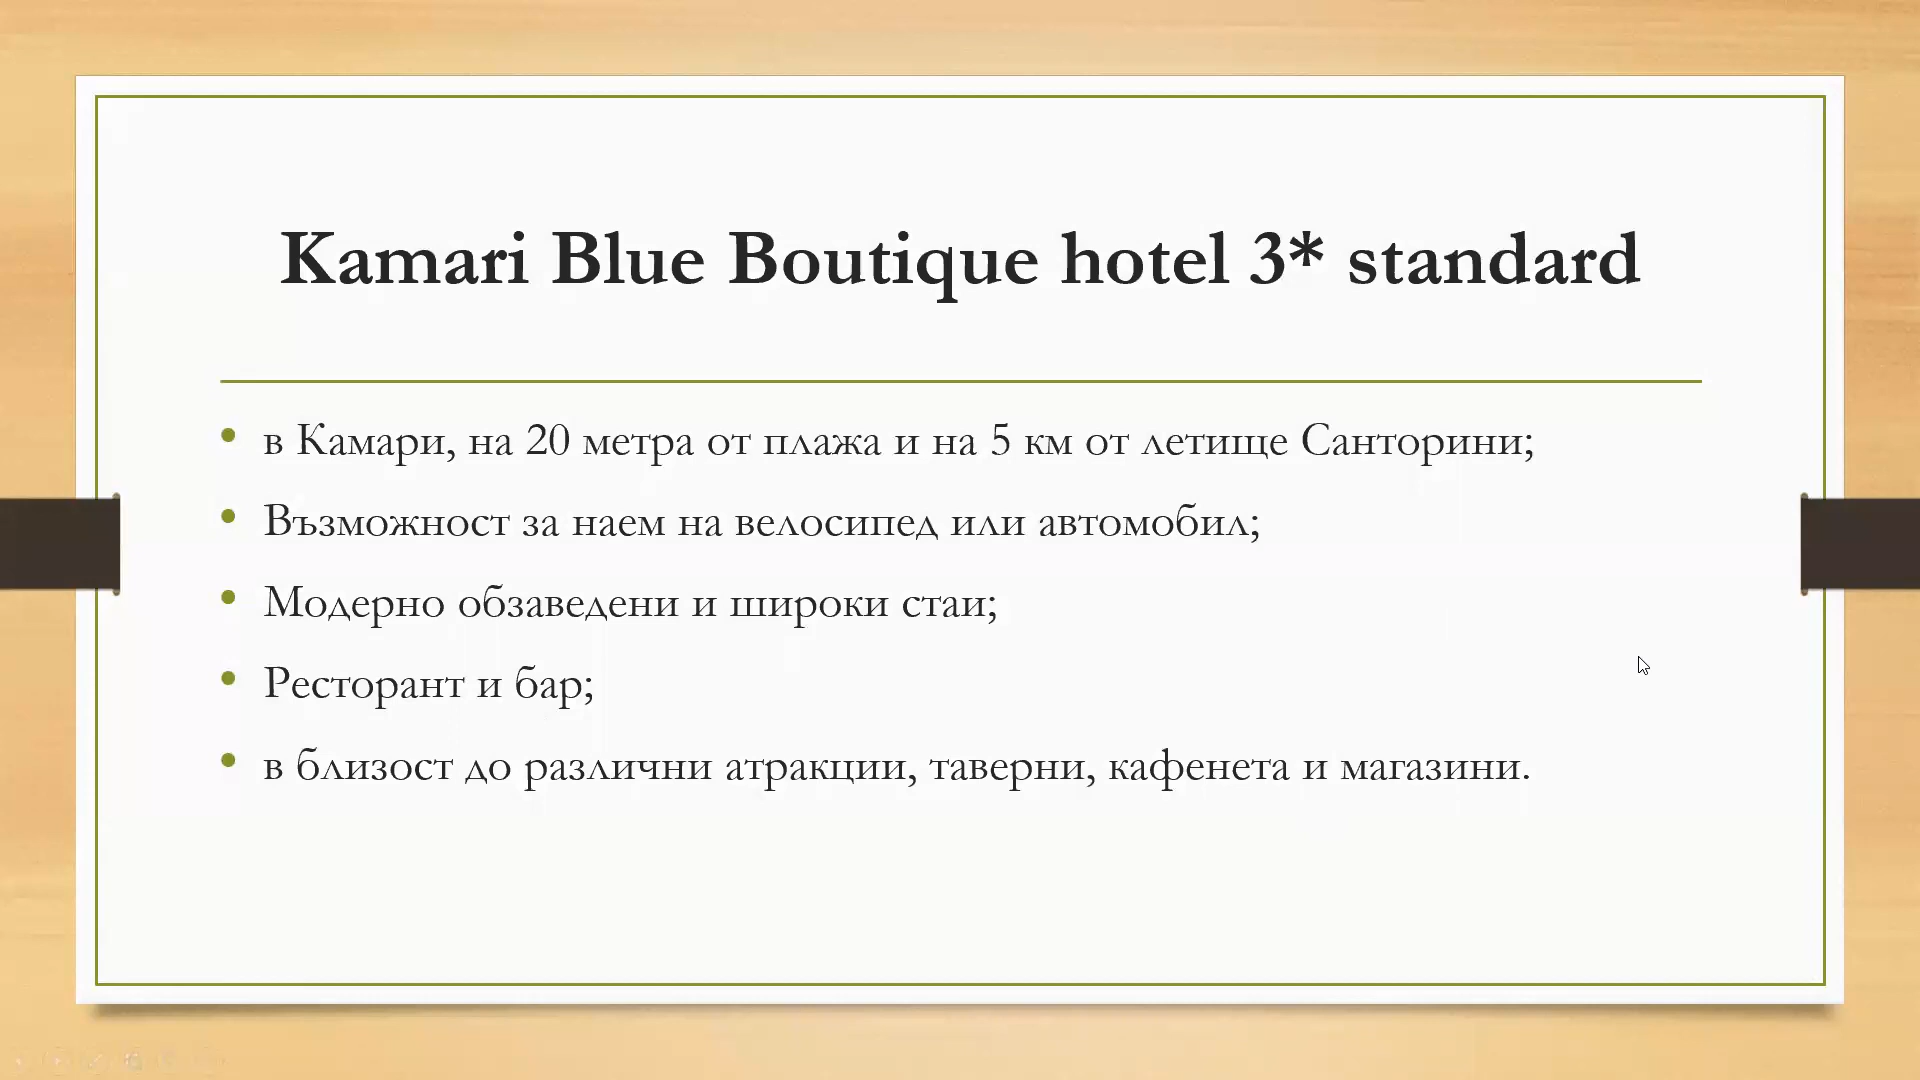 Kamari Blue Boutique hotel 3* standard
• в Камари, на 20 метра от плажа и на 5 км от летище Санторини;
• Възможност за наем на велосипед или автомобил;
• Модерно обзаведени и широки стаи;
• Ресторант и бар;
• в близост до различни атракции, таверни, кафенета и магазини.